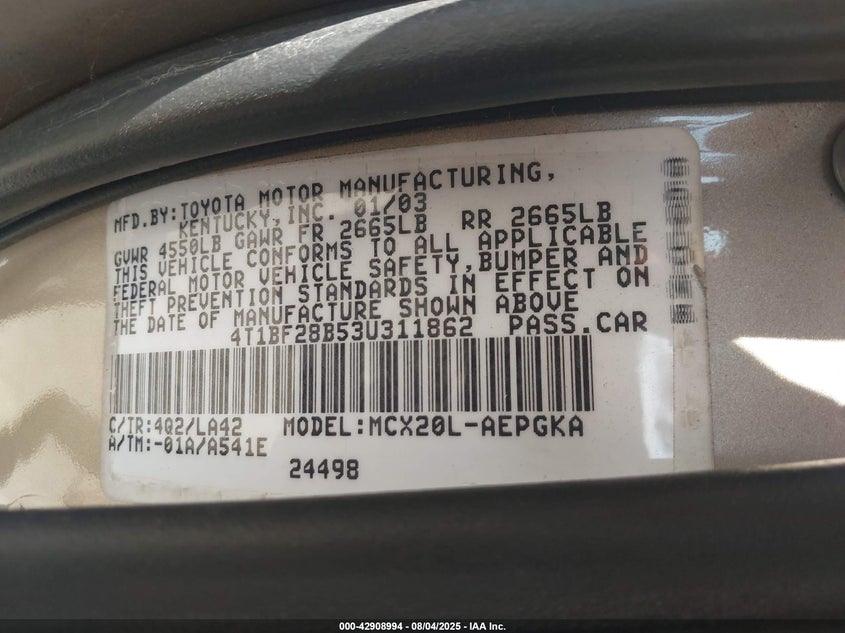 MFD.BY:TOYOTA MOTOR MANUFACTURING,
KENTUCKY,INC. 01/03
GVWR 4550LB GAWR FR 2665LB RR 2665LB
THIS VEHICLE CONFORMS TO ALL APPLICABLE
FEDERAL MOTOR VEHICLE SAFETY,BUMPER AND
THEFT PREVENTION STANDARDS IN EFFECT ON
THE DATE OF MANUFACTURE SHOWN ABOVE
4T1BF28B53U311862 PASS.CAR
C/TR:4Q2/LA42 MODEL:MCX20L-AEPGKA
A/TM:-01A/A541E
24498
000-42908994 - 08/04/2025 - IAA Inc.